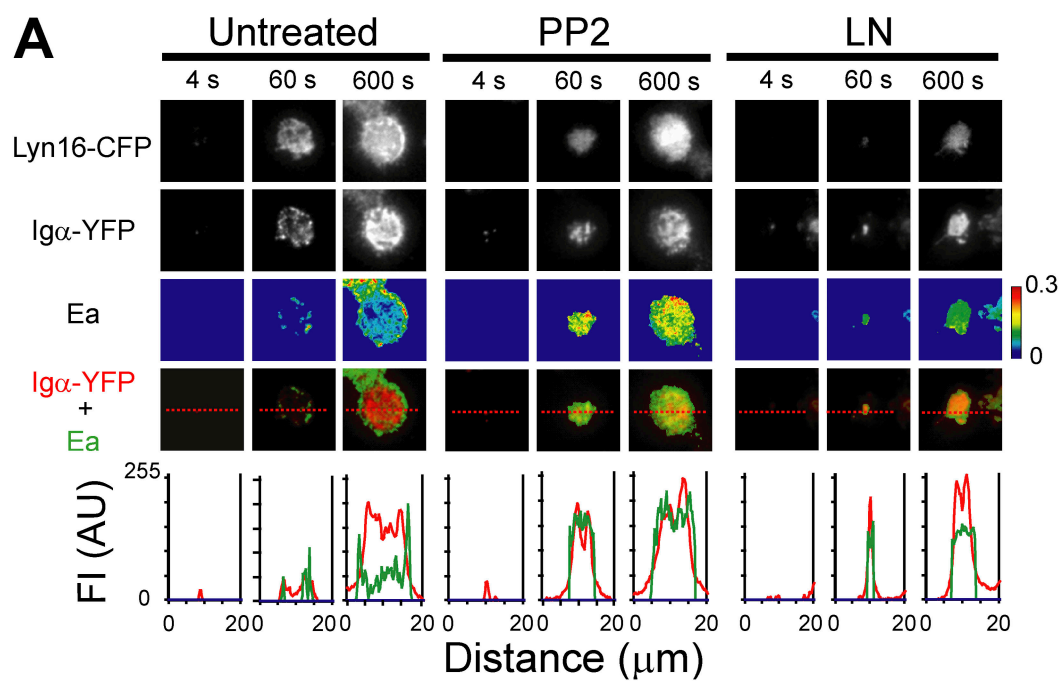 A
Untreated PP2 LN
4 s 60 s 600 s 4 s 60 s 600 s 4 s 60 s 600 s
Lyn16-CFP
Igα-YFP
Ea
0.3
0
Igα-YFP
+
Ea
255
FI (AU)
0
0 20 0 20 0 20 0 20 0 20 0 20 0 20 0 20 0 20
Distance (μm)